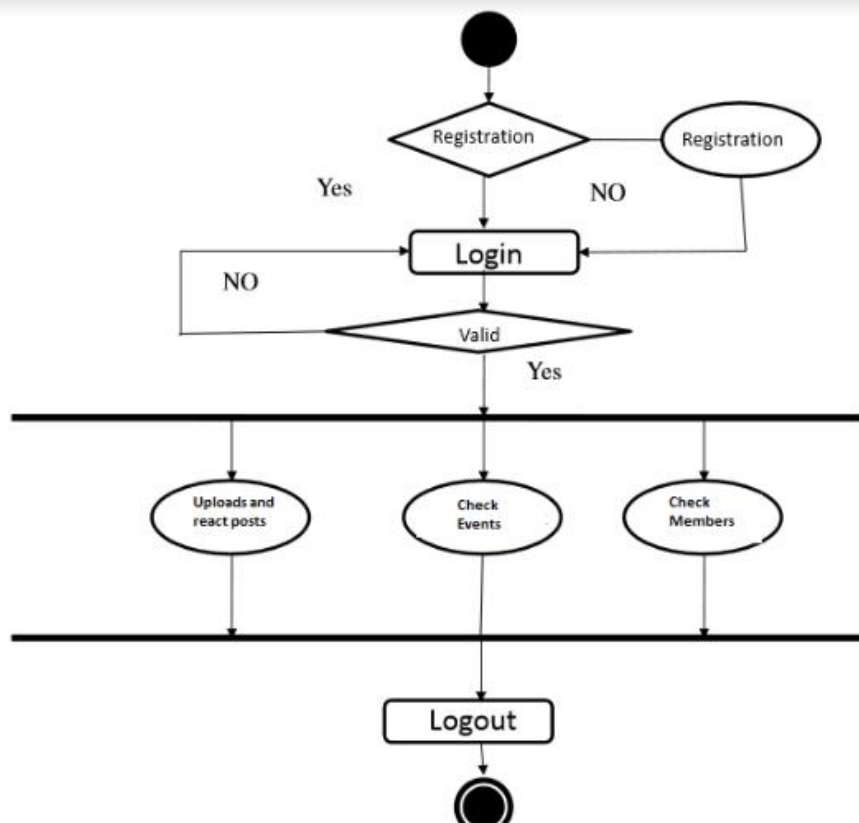 Registration
Registration
Yes
NO
Login
NO
Valid
Yes
Uploads and
react posts
Check
Events
Check
Members
Logout